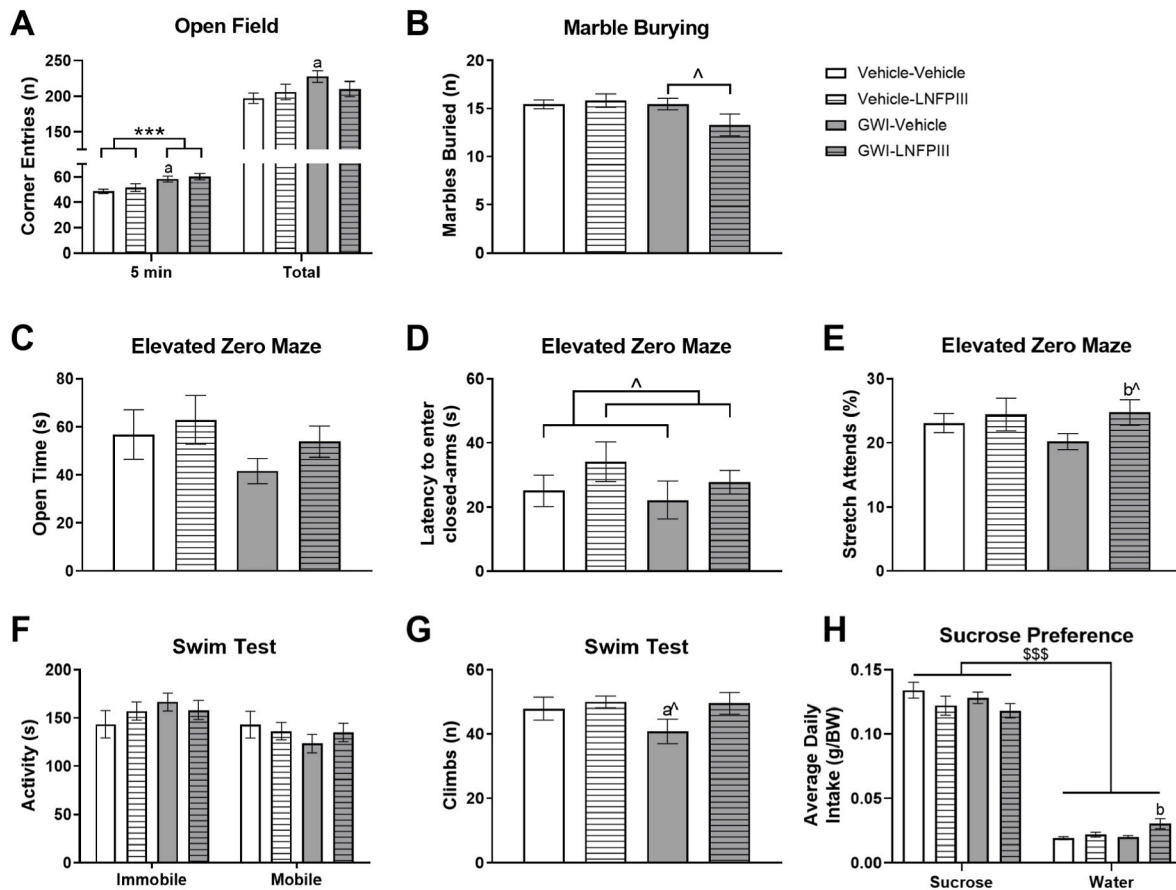 A
Open Field
Corner Entries (n)
250
200
150
60
40
20
0
***
a
a
5 min
Total
B
Marble Burying
Marbles Buried (n)
20
15
10
5
0
^
Vehicle-Vehicle
Vehicle-LNFPIII
GWI-Vehicle
GWI-LNFPIII
C
Elevated Zero Maze
Open Time (s)
80
60
40
20
0
D
Elevated Zero Maze
Latency to enter
closed-arms (s)
60
40
20
0
^
E
Elevated Zero Maze
Stretch Attends (%)
30
20
10
0
b^
F
Swim Test
Activity (s)
200
150
100
50
0
Immobile
Mobile
G
Swim Test
Climbs (n)
60
40
20
0
a^
H
Sucrose Preference
Average Daily
Intake (g/BW)
0.15
0.10
0.05
0.00
$$$
b
Sucrose
Water